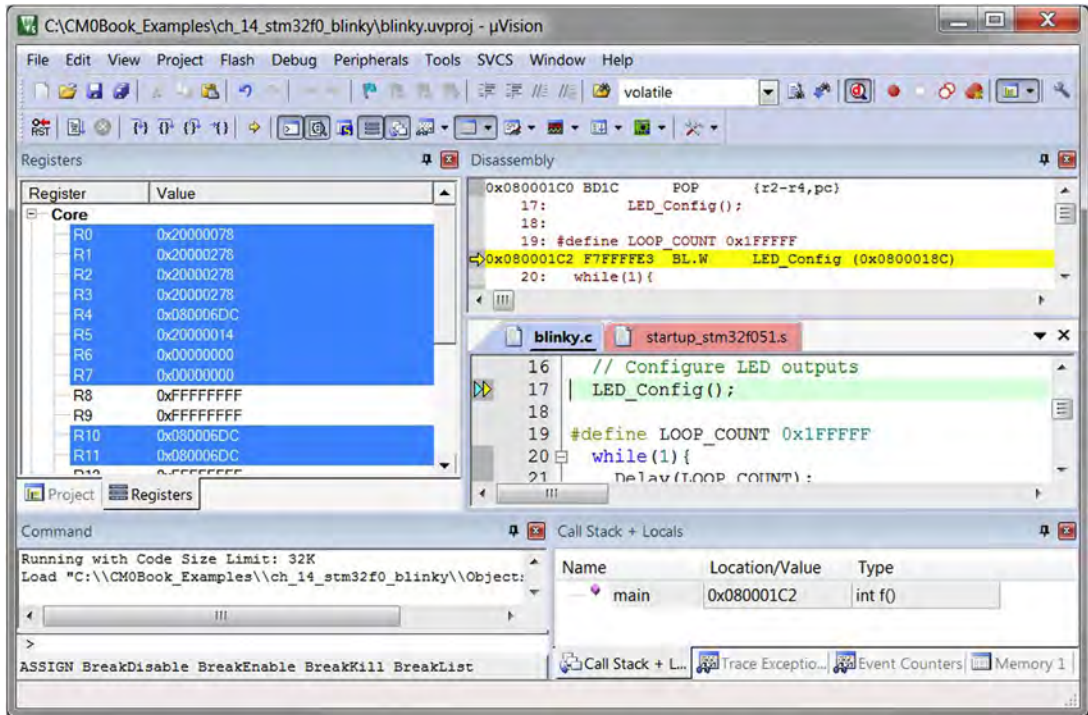 C:\CM0Book_Examples\ch_14_stm32f0_blinky\blinky.uvproj - µVision
File Edit View Project Flash Debug Peripherals Tools SVCS Window Help
volatile
RST
Registers
Register Value
Core
R0 0x20000078
R1 0x20000278
R2 0x20000278
R3 0x20000278
R4 0x080006DC
R5 0x20000014
R6 0x00000000
R7 0x00000000
R8 0xFFFFFFFF
R9 0xFFFFFFFF
R10 0x080006DC
R11 0x080006DC
R12 0xFFFFFFFF
Project Registers
Disassembly
0x080001C0 BD1C POP {r2-r4,pc}
17: LED_Config();
18:
19: #define LOOP_COUNT 0x1FFFFF
0x080001C2 F7FFFFE3 BL.W LED_Config (0x0800018C)
20: while(1){
blinky.c startup_stm32f051.s
16 // Configure LED outputs
17 LED_Config();
18
19 #define LOOP_COUNT 0x1FFFFF
20 while(1){
21 Delay(LOOP_COUNT);
Command
Running with Code Size Limit: 32K
Load "C:\\CM0Book_Examples\\ch_14_stm32f0_blinky\\Object:
>
ASSIGN BreakDisable BreakEnable BreakKill BreakList
Call Stack + Locals
Name Location/Value Type
main 0x080001C2 int f()
Call Stack + L... Trace Exceptio... Event Counters Memory 1